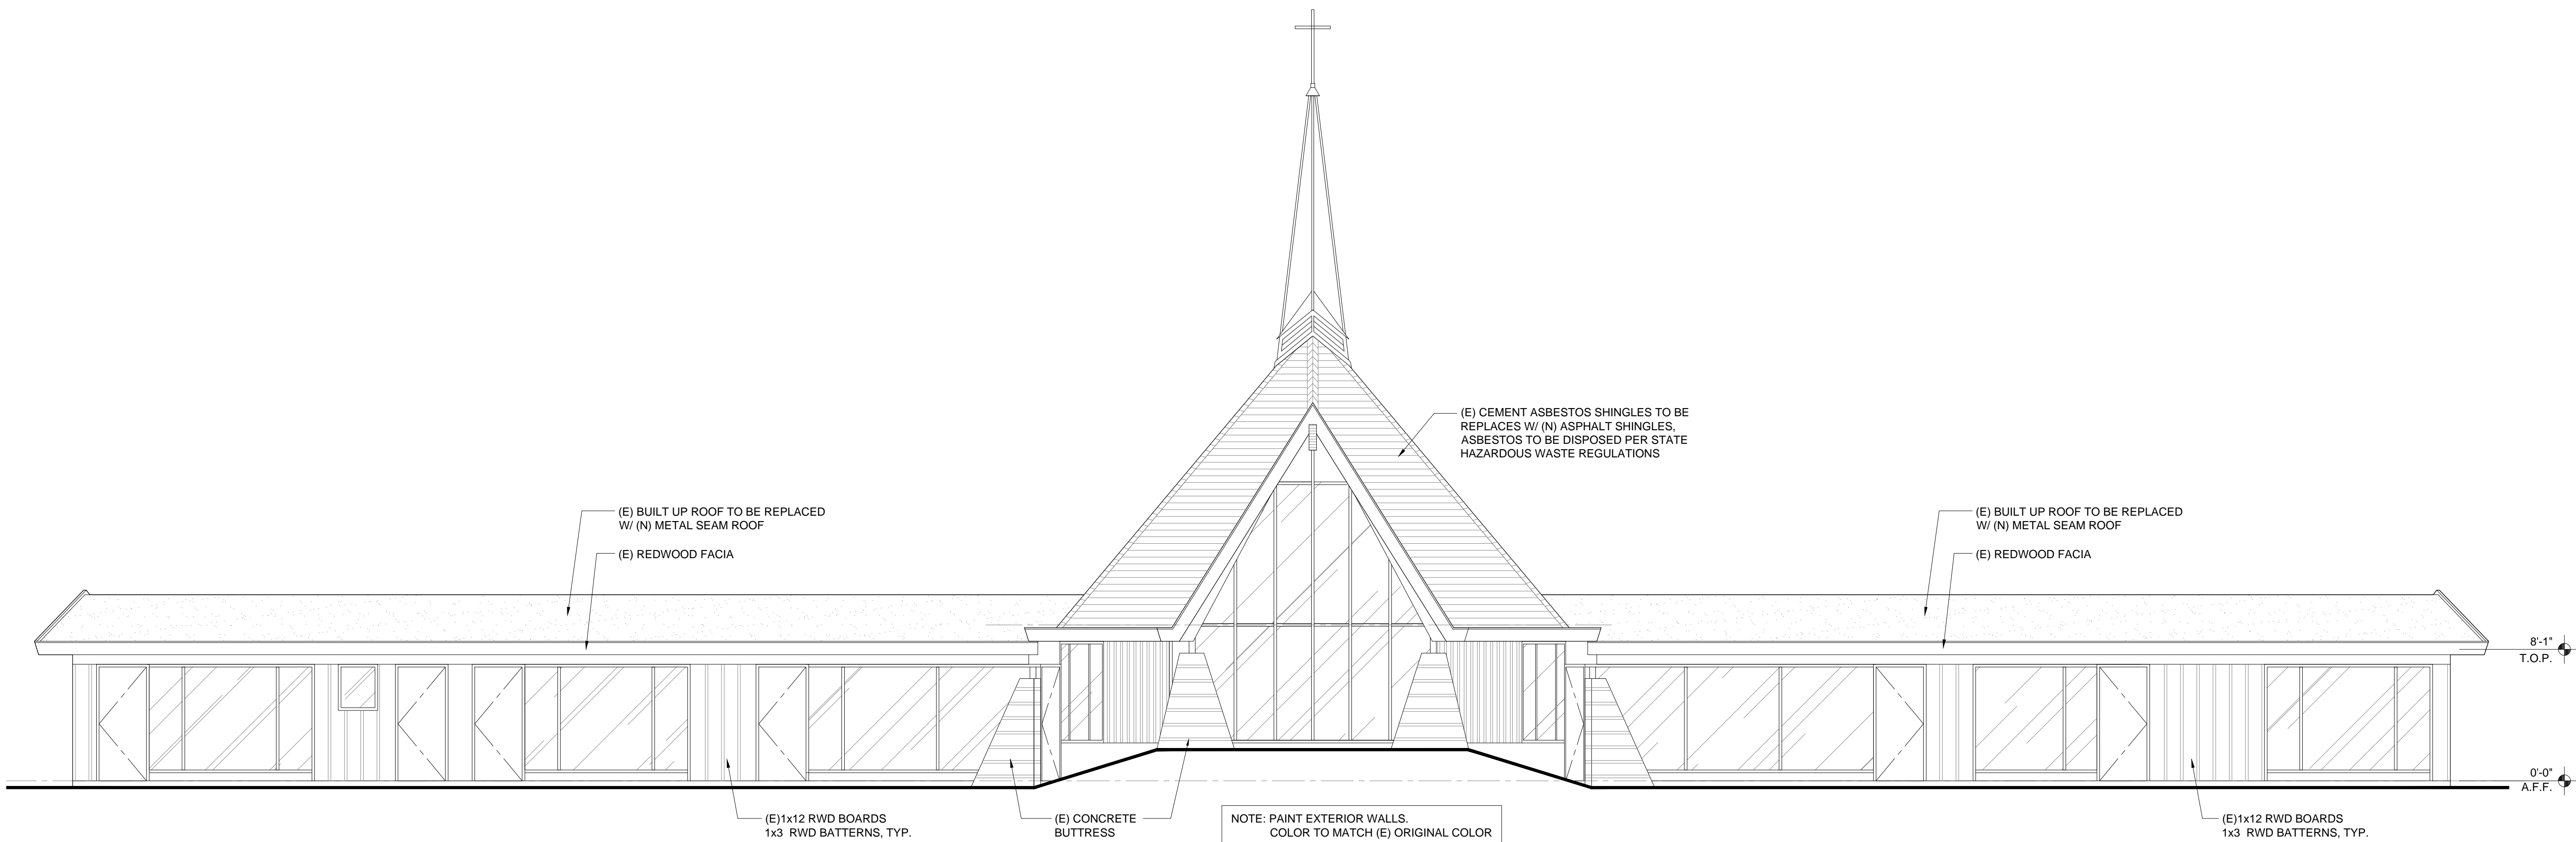 (E) CEMENT ASBESTOS SHINGLES TO BE
REPLACES W/ (N) ASPHALT SHINGLES,
ASBESTOS TO BE DISPOSED PER STATE
HAZARDOUS WASTE REGULATIONS
(E) BUILT UP ROOF TO BE REPLACED
W/ (N) METAL SEAM ROOF
(E) REDWOOD FACIA
(E) BUILT UP ROOF TO BE REPLACED
W/ (N) METAL SEAM ROOF
(E) REDWOOD FACIA
8'-1"
T.O.P.
0'-0"
A.F.F.
(E)1x12 RWD BOARDS
1x3 RWD BATTERNS, TYP.
(E) CONCRETE
BUTTRESS
NOTE: PAINT EXTERIOR WALLS.
COLOR TO MATCH (E) ORIGINAL COLOR
(E)1x12 RWD BOARDS
1x3 RWD BATTERNS, TYP.